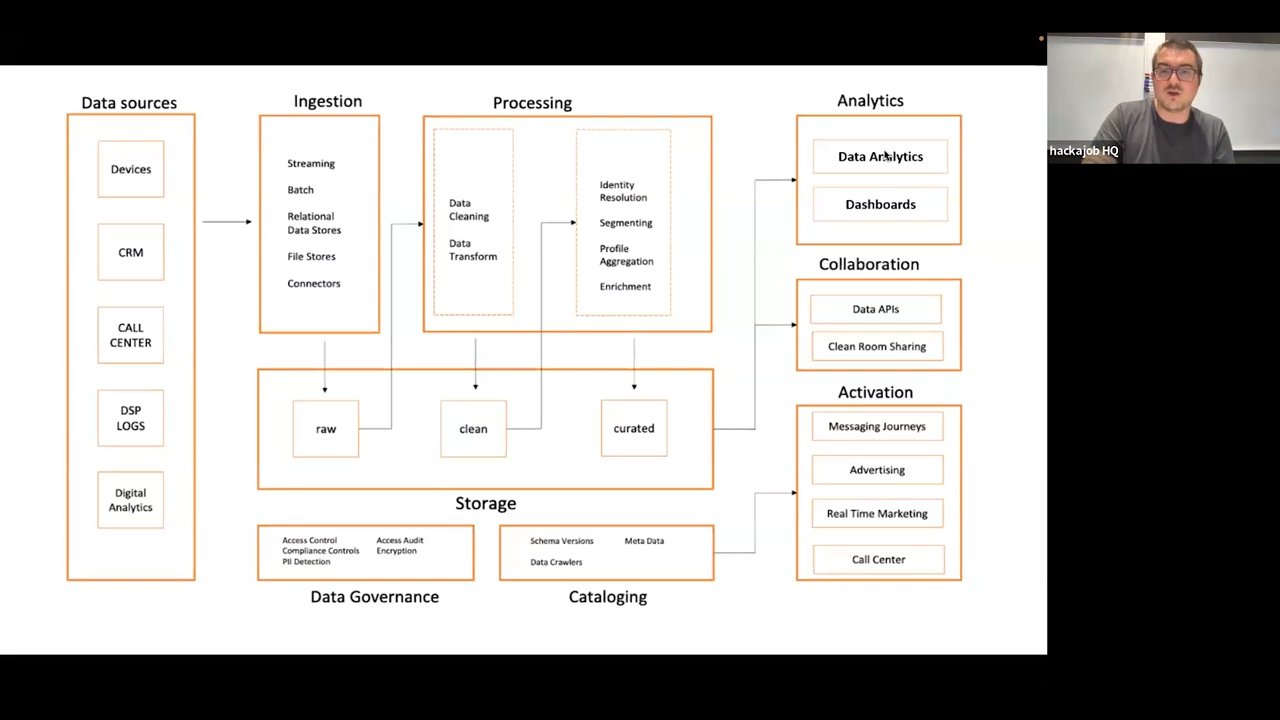 Data sources
Devices
CRM
CALL
CENTER
DSP
LOGS
Digital
Analytics
Ingestion
Streaming
Batch
Relational
Data Stores
File Stores
Connectors
Processing
Data
Cleaning
Data
Transform
Identity
Resolution
Segmenting
Profile
Aggregation
Enrichment
raw
clean
curated
Storage
Access Control
Compliance Controls
PII Detection
Access Audit
Encryption
Data Governance
Schema Versions
Meta Data
Data Crawlers
Cataloging
Analytics
Data Analytics
Dashboards
Collaboration
Data APIs
Clean Room Sharing
Activation
Messaging Journeys
Advertising
Real Time Marketing
Call Center
hackajob HQ